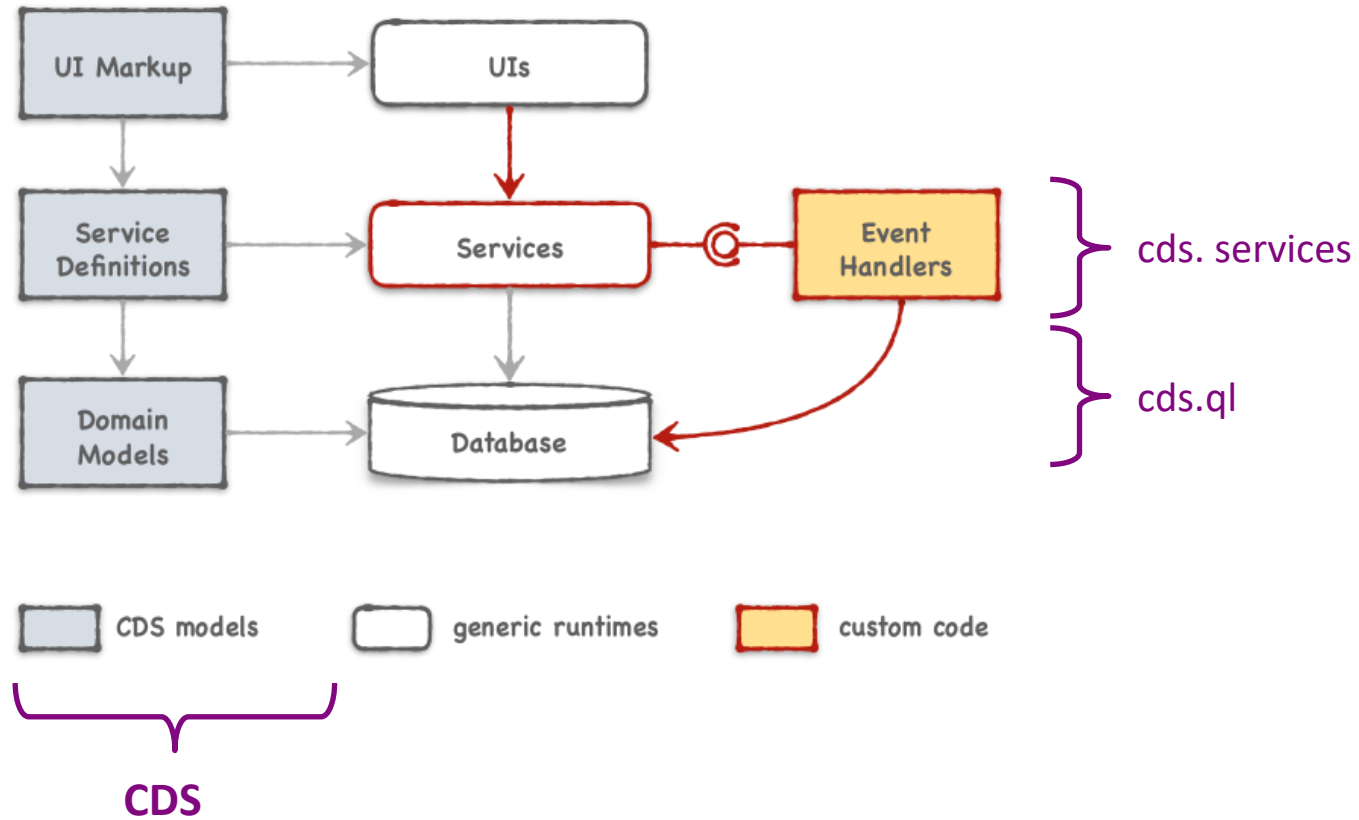 UI Markup
UIs
Service
Definitions
Services
Event
Handlers
cds. services
Domain
Models
Database
cds.ql
CDS models
generic runtimes
custom code
CDS